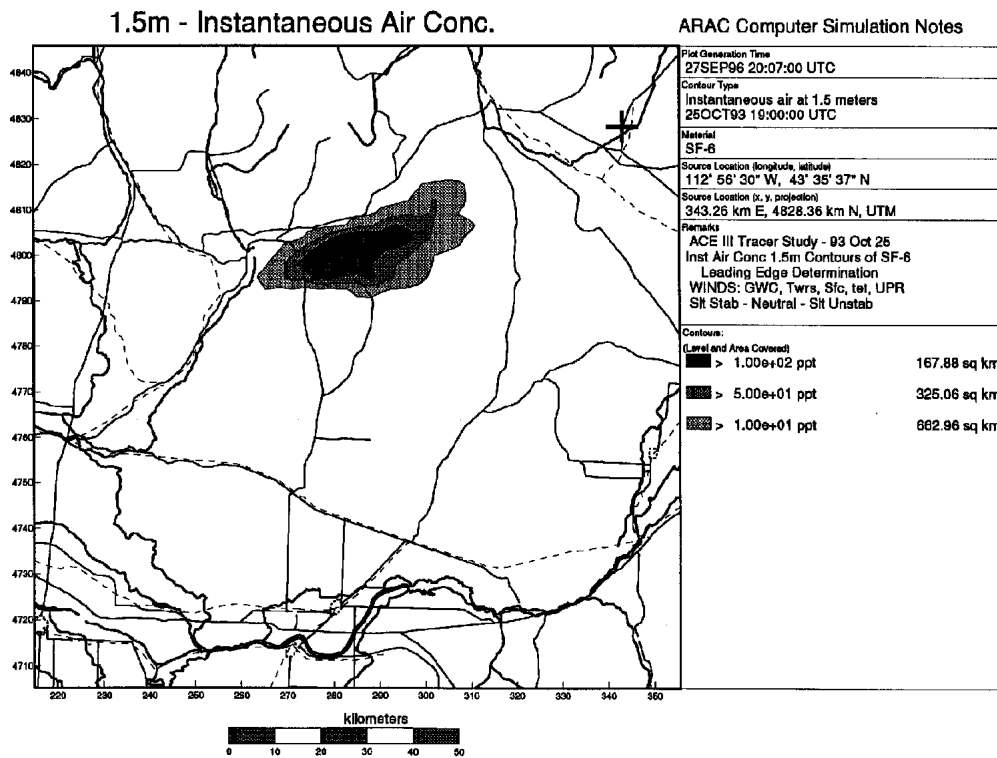 1.5m - Instantaneous Air Conc.
ARAC Computer Simulation Notes
Plot Generation Time
27SEP96 20:07:00 UTC
Contour Type
Instantaneous air at 1.5 meters
25OCT93 19:00:00 UTC
Material
SF-6
Source Location (longitude, latitude)
112° 56' 30" W, 43° 35' 37" N
Source Location (x, y, projection)
343.26 km E, 4828.36 km N, UTM
Remarks
ACE III Tracer Study - 93 Oct 25
Inst Air Conc 1.5m Contours of SF-6
Leading Edge Determination
WINDS: GWC, Twrs, Sfc, tet, UPR
Slt Stab - Neutral - Slt Unstab
Contours:
(Level and Area Covered)
> 1.00e+02 ppt 167.88 sq km
> 5.00e+01 ppt 325.06 sq km
> 1.00e+01 ppt 662.96 sq km
4840
4830
4820
4810
4800
4790
4780
4770
4760
4750
4740
4730
4720
4710
220 230 240 250 260 270 280 290 300 310 320 330 340 350
kilometers
0 10 20 30 40 50